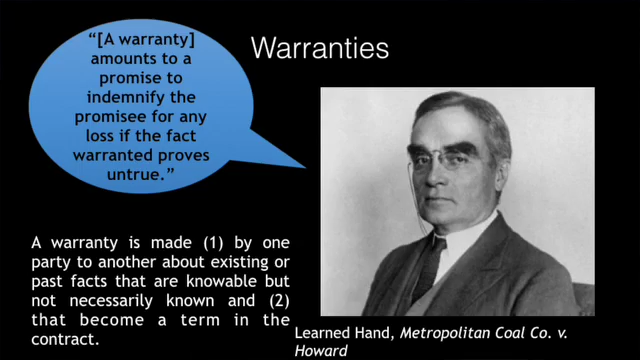 Warranties
“[A warranty]
amounts to a
promise to
indemnify the
promisee for any
loss if the fact
warranted proves
untrue.”
A warranty is made (1) by one
party to another about existing or
past facts that are knowable but
not necessarily known and (2)
that become a term in the
contract.
Learned Hand, Metropolitan Coal Co. v.
Howard